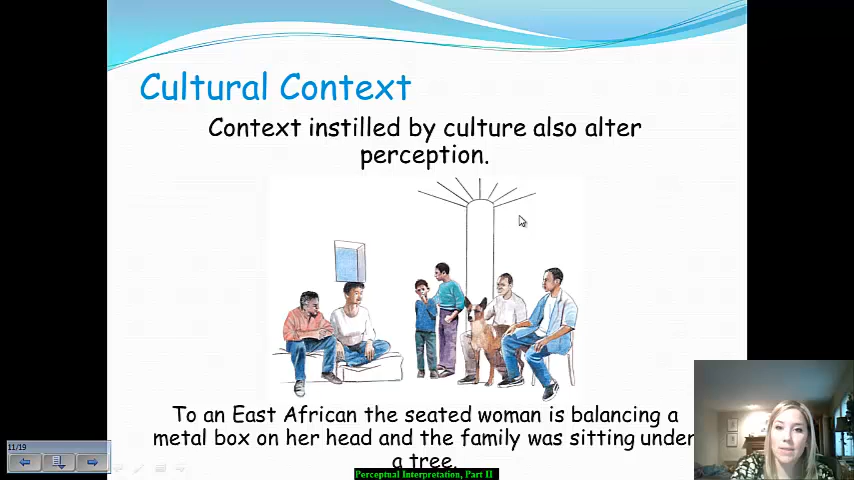 Cultural Context
Context instilled by culture also alter
perception.
To an East African the seated woman is balancing a
metal box on her head and the family was sitting under
a tree.
11/19
Perceptual Interpretation, Part II